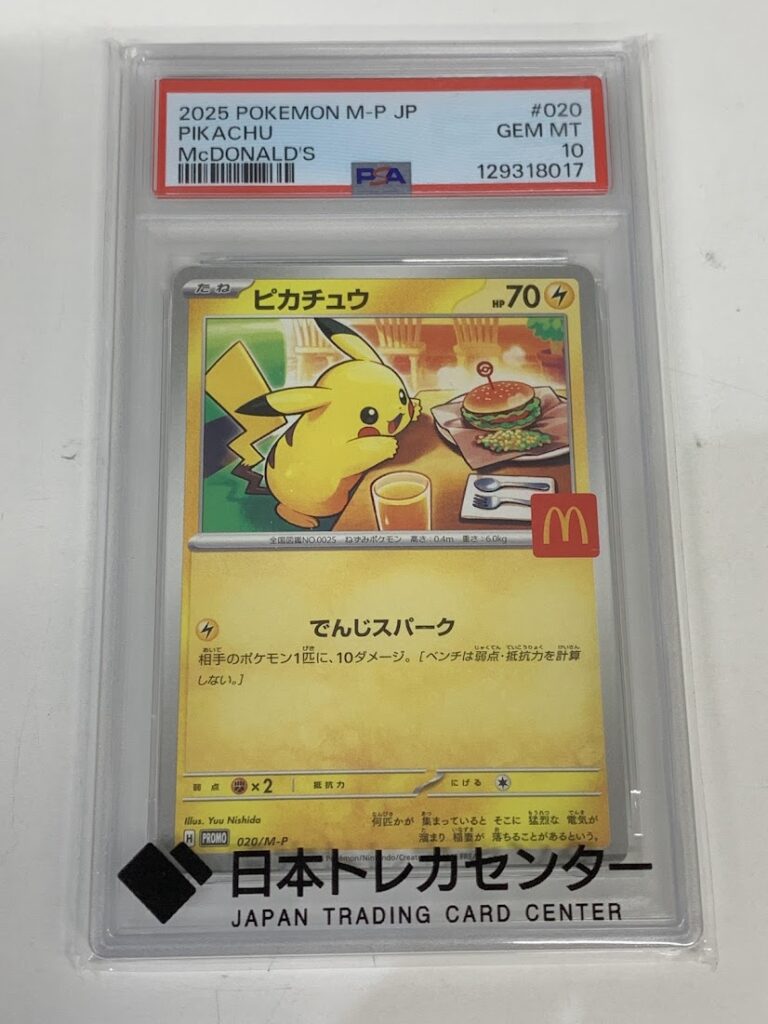 2025 POKEMON M-P JP #020
PIKACHU GEM MT
McDONALD'S 10
PSA 129318017
たね ピカチュウ HP70
全国図鑑NO.0025 ねずみポケモン 高さ:0.4m 重さ:6.0kg
でんじスパーク
相手のポケモン1匹に、10ダメージ。[ベンチは弱点・抵抗力を計算
しない。]
弱点 ×2 抵抗力 にげる
Illus. Yuu Nishida
何匹かが 集まっていると そこに 猛烈な 電気が
溜まり 稲妻が 落ちることがあるという。
H PROMO 020/M-P
日本トレカセンター
JAPAN TRADING CARD CENTER